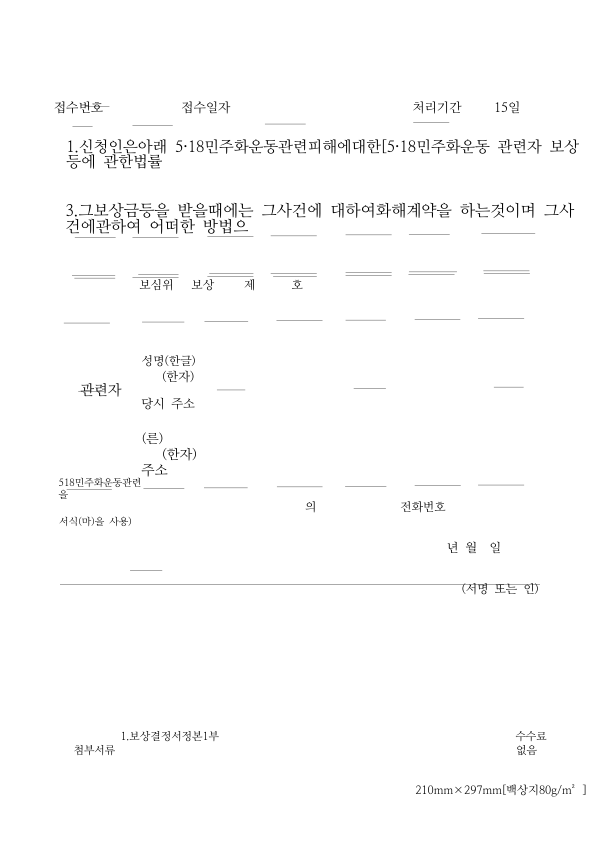 접수번호 접수일자 처리기간 15일
1.신청인은아래 5·18민주화운동관련피해에대한[5·18민주화운동 관련자 보상
등에 관한법률
3.그보상금등을 받을때에는 그사건에 대하여화해계약을 하는것이며 그사
건에관하여 어떠한 방법으
보심위 보상 제 호
성명(한글)
(한자)
관련자
당시 주소
(른)
(한자)
주소
518민주화운동관련
을
의 전화번호
서식(마)을 사용)
년 월 일
(서명 또는 인)
1.보상결정서정본1부 수수료
첨부서류 없음
210mm×297mm[백상지80g/㎡ ]